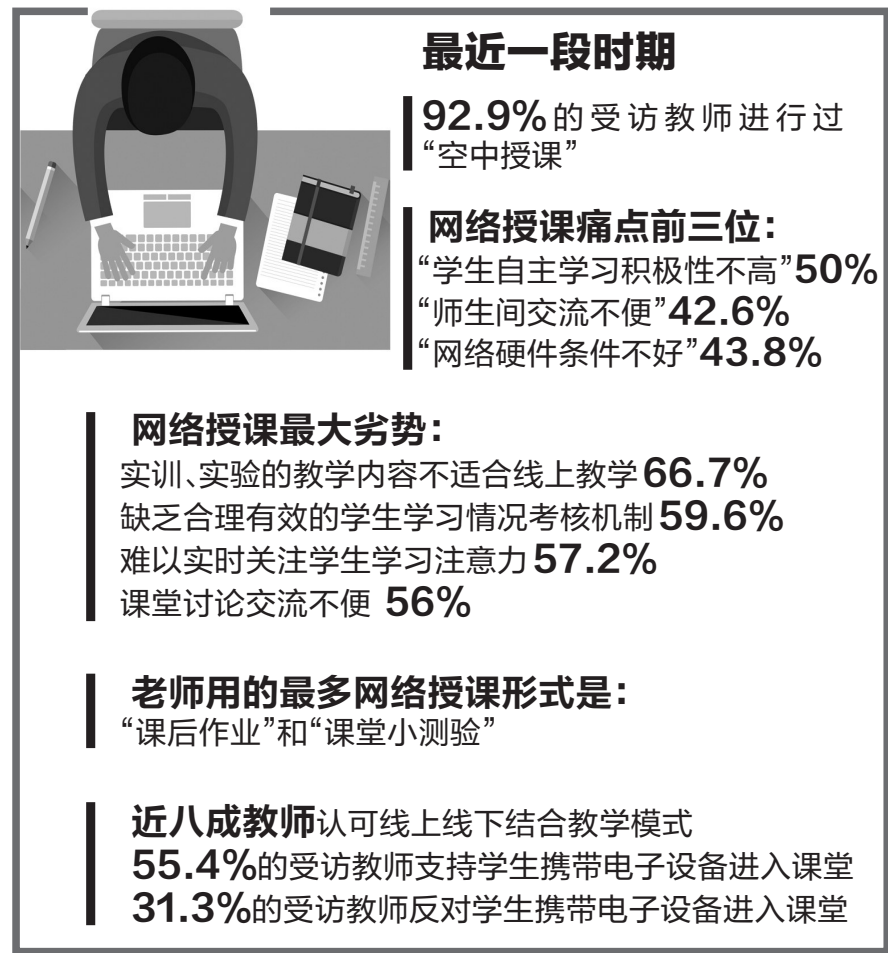 最近一段时期
92.9%的受访教师进行过
“空中授课”
网络授课痛点前三位：
“学生自主学习积极性不高”50%
“师生间交流不便”42.6%
“网络硬件条件不好”43.8%
网络授课最大劣势：
实训、实验的教学内容不适合线上教学66.7%
缺乏合理有效的学生学习情况考核机制59.6%
难以实时关注学生学习注意力57.2%
课堂讨论交流不便 56%
老师用的最多网络授课形式是：
“课后作业”和“课堂小测验”
近八成教师认可线上线下结合教学模式
55.4%的受访教师支持学生携带电子设备进入课堂
31.3%的受访教师反对学生携带电子设备进入课堂